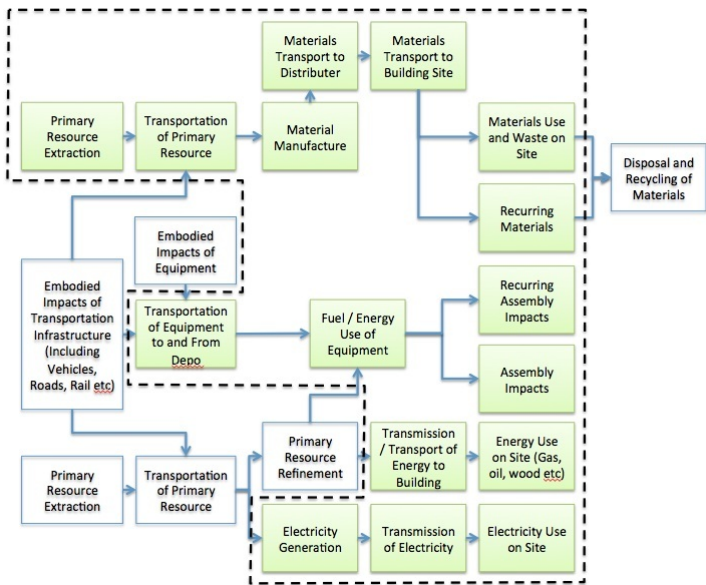 Materials
Transport to
Distributer
Materials
Transport to
Building Site
Primary
Resource
Extraction
Transportation
of Primary
Resource
Material
Manufacture
Materials Use
and Waste on
Site
Disposal and
Recycling of
Materials
Recurring
Materials
Embodied
Impacts of
Equipment
Embodied
Impacts of
Transportation
Infrastructure
(Including
Vehicles,
Roads, Rail etc)
Transportation
of Equipment
to and From
Depo
Fuel / Energy
Use of
Equipment
Recurring
Assembly
Impacts
Assembly
Impacts
Primary
Resource
Extraction
Transportation
of Primary
Resource
Primary
Resource
Refinement
Transmission
/ Transport of
Energy to
Building
Energy Use
on Site (Gas,
oil, wood etc)
Electricity
Generation
Transmission
of Electricity
Electricity Use
on Site